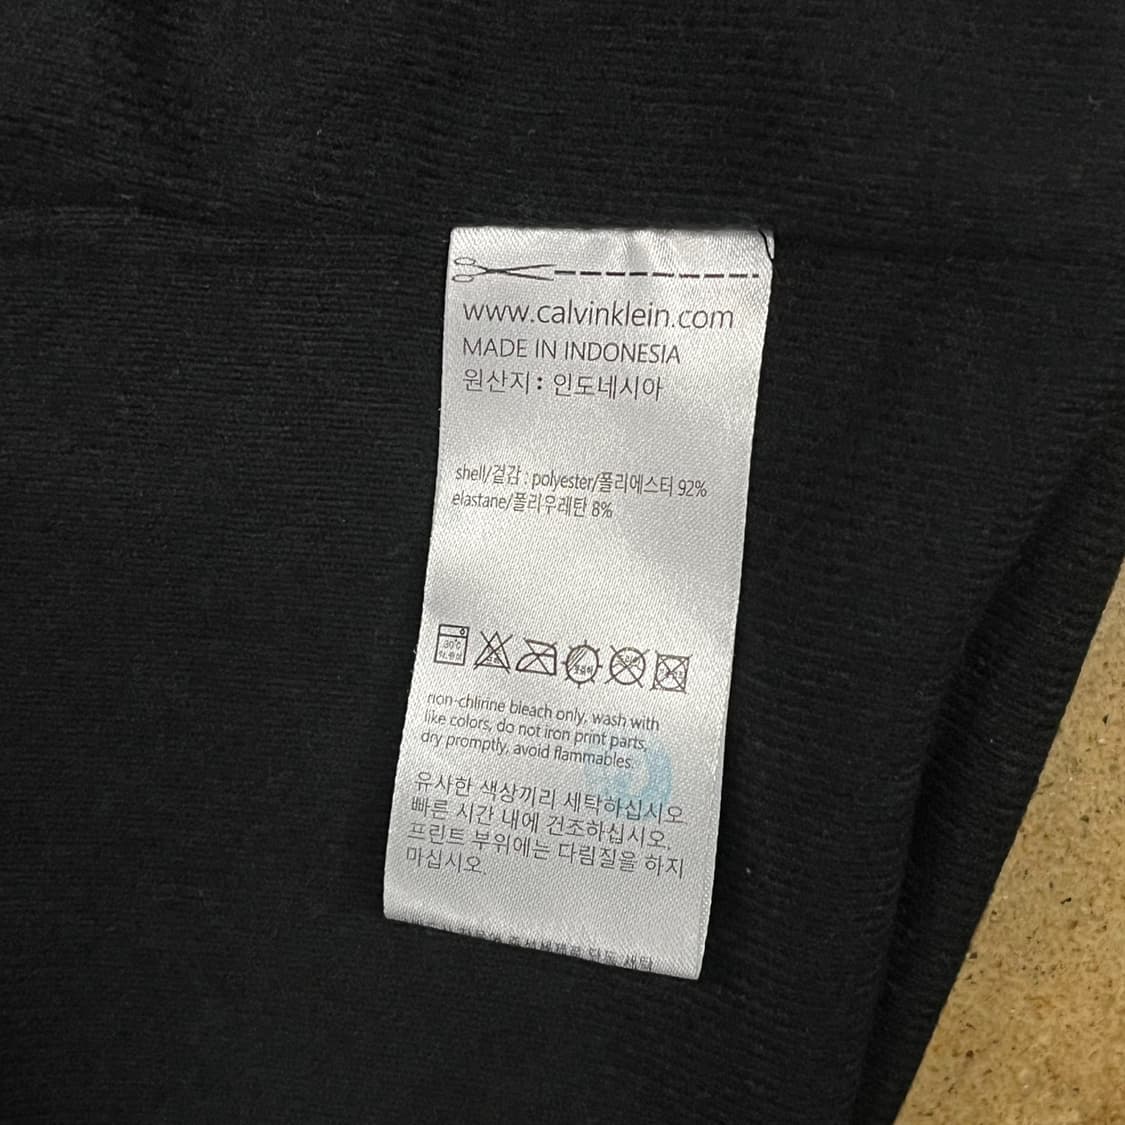 www.calvinklein.com
MADE IN INDONESIA
원산지 : 인도네시아
shell/겉감 : polyester/폴리에스터 92%
elastane/폴리우레탄 8%
30℃
non-chlirine bleach only, wash with
like colors, do not iron print parts,
dry promptly, avoid flammables.
유사한 색상끼리 세탁하십시오.
빠른 시간 내에 건조하십시오.
프린트 부위에는 다림질을 하지
마십시오.